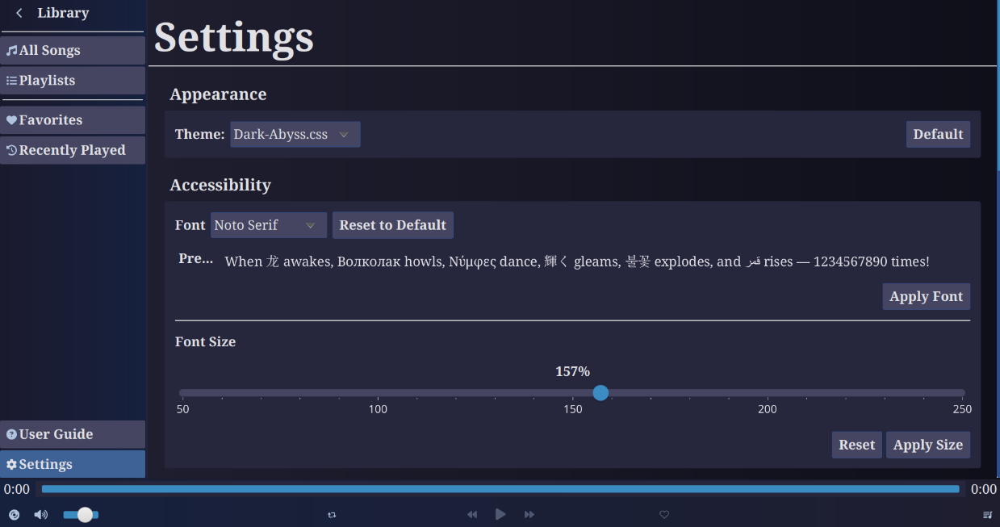 Library
All Songs
Playlists
Favorites
Recently Played
User Guide
Settings
Settings
Appearance
Theme: Dark-Abyss.css Default
Accessibility
Font Noto Serif Reset to Default
Pre... When 龙 awakes, Волколак howls, Νύμφες dance, 輝く gleams, 불꽃 explodes, and قمر rises — 1234567890 times!
Apply Font
Font Size
157%
50 100 150 200 250
Reset Apply Size
0:00 0:00